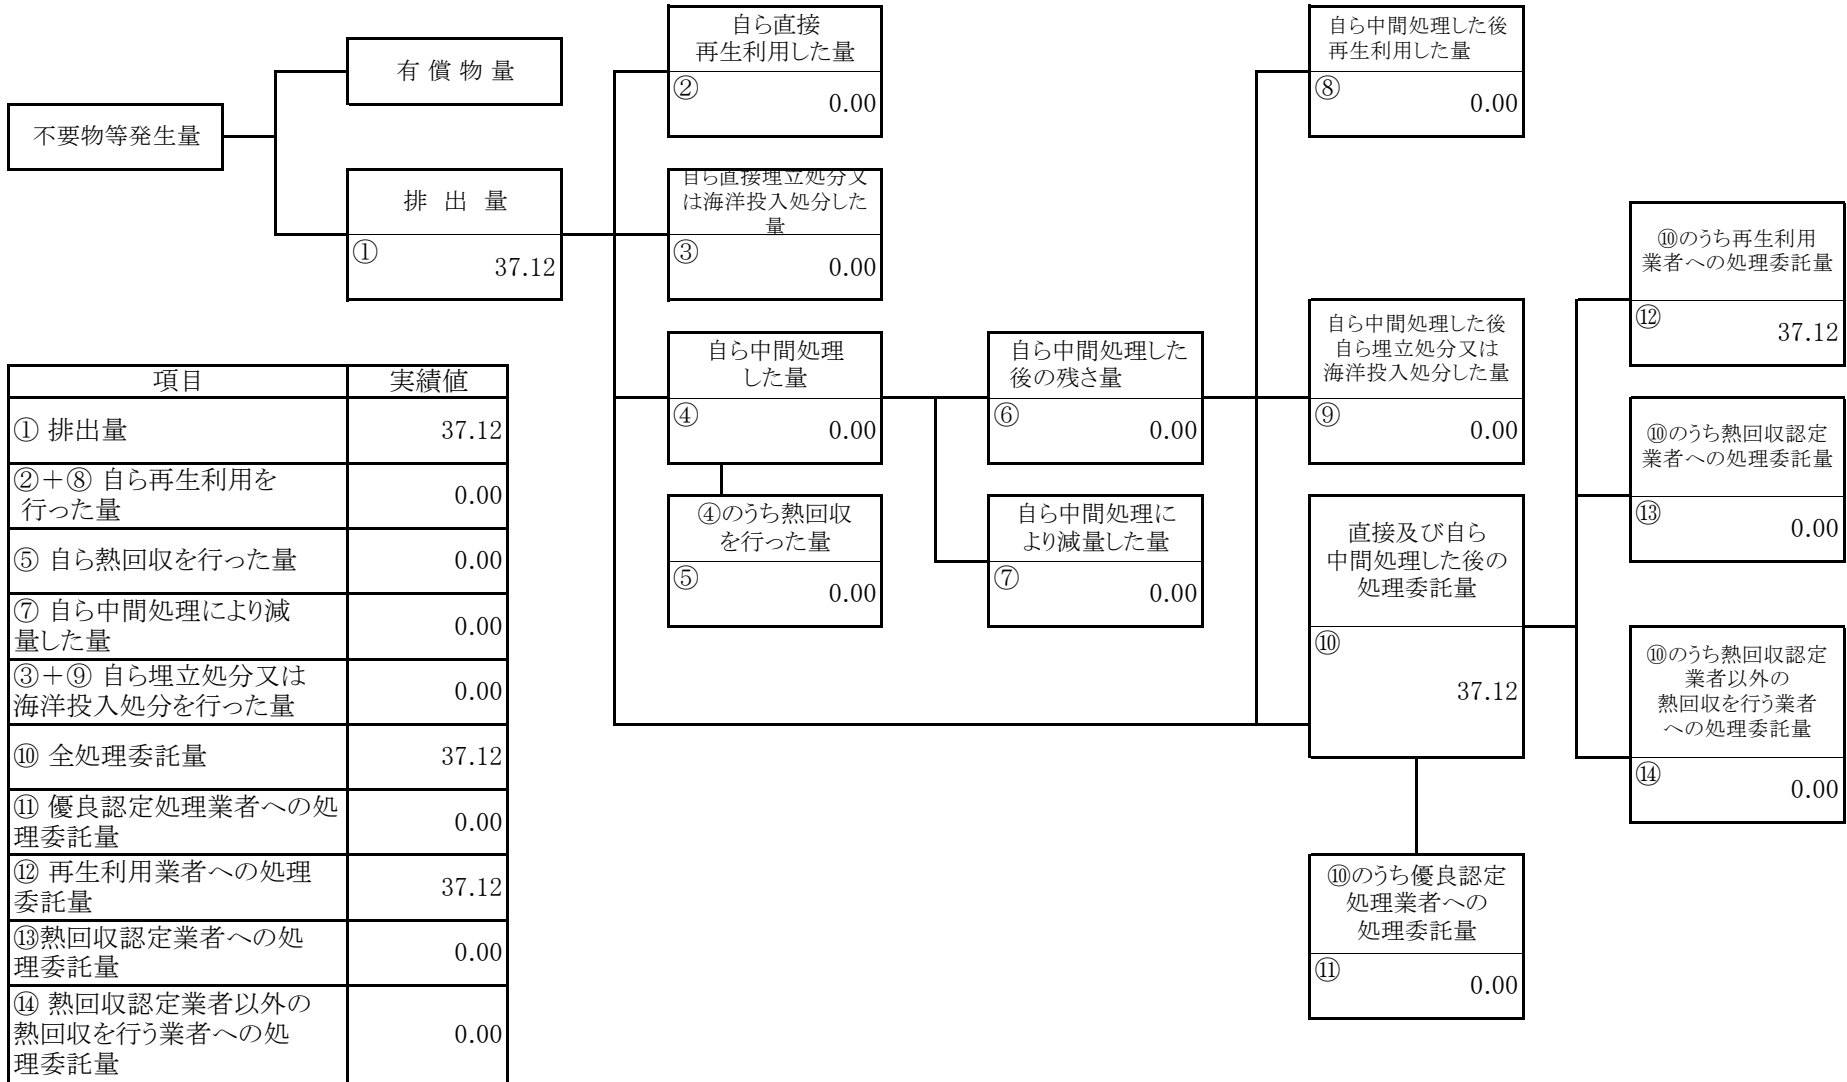 不要物等発生量
有 償 物 量
排 出 量
①
37.12
自ら直接
再生利用した量
②
0.00
自ら直接埋立処分又
は海洋投入処分した
量
③
0.00
自ら中間処理
した量
④
0.00
④のうち熱回収
を行った量
⑤
0.00
自ら中間処理した
後の残さ量
⑥
0.00
自ら中間処理に
より減量した量
⑦
0.00
自ら中間処理した後
再生利用した量
⑧
0.00
自ら中間処理した後
自ら埋立処分又は
海洋投入処分した量
⑨
0.00
直接及び自ら
中間処理した後の
処理委託量
⑩
37.12
⑩のうち優良認定
処理業者への
処理委託量
⑪
0.00
⑩のうち再生利用
業者への処理委託量
⑫
37.12
⑩のうち熱回収認定
業者への処理委託量
⑬
0.00
⑩のうち熱回収認定
業者以外の
熱回収を行う業者
への処理委託量
⑭
0.00
項目 実績値
① 排出量 37.12
②＋⑧ 自ら再生利用を
行った量 0.00
⑤ 自ら熱回収を行った量 0.00
⑦ 自ら中間処理により減
量した量 0.00
③＋⑨ 自ら埋立処分又は
海洋投入処分を行った量 0.00
⑩ 全処理委託量 37.12
⑪ 優良認定処理業者への処
理委託量 0.00
⑫ 再生利用業者への処理
委託量 37.12
⑬熱回収認定業者への処
理委託量 0.00
⑭ 熱回収認定業者以外の
熱回収を行う業者への処
理委託量 0.00